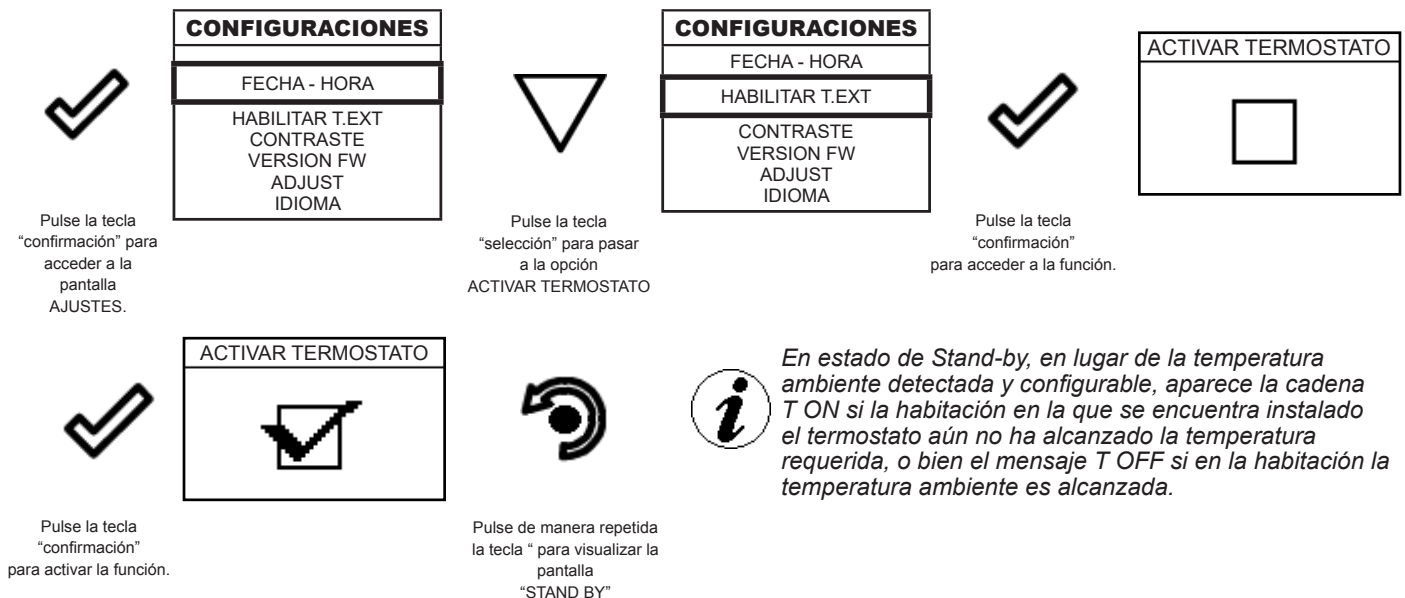 CONFIGURACIONES
FECHA - HORA
HABILITAR T.EXT
CONTRASTE
VERSION FW
ADJUST
IDIOMA
Pulse la tecla
“confirmación” para
acceder a la
pantalla
AJUSTES.
Pulse la tecla
“selección” para pasar
a la opción
ACTIVAR TERMOSTATO
CONFIGURACIONES
FECHA - HORA
HABILITAR T.EXT
CONTRASTE
VERSION FW
ADJUST
IDIOMA
Pulse la tecla
“confirmación”
para acceder a la función.
ACTIVAR TERMOSTATO
Pulse la tecla
“confirmación”
para activar la función.
ACTIVAR TERMOSTATO
Pulse de manera repetida
la tecla “ para visualizar la
pantalla
“STAND BY”
i
En estado de Stand-by, en lugar de la temperatura
ambiente detectada y configurable, aparece la cadena
T ON si la habitación en la que se encuentra instalado
el termostato aún no ha alcanzado la temperatura
requerida, o bien el mensaje T OFF si en la habitación la
temperatura ambiente es alcanzada.